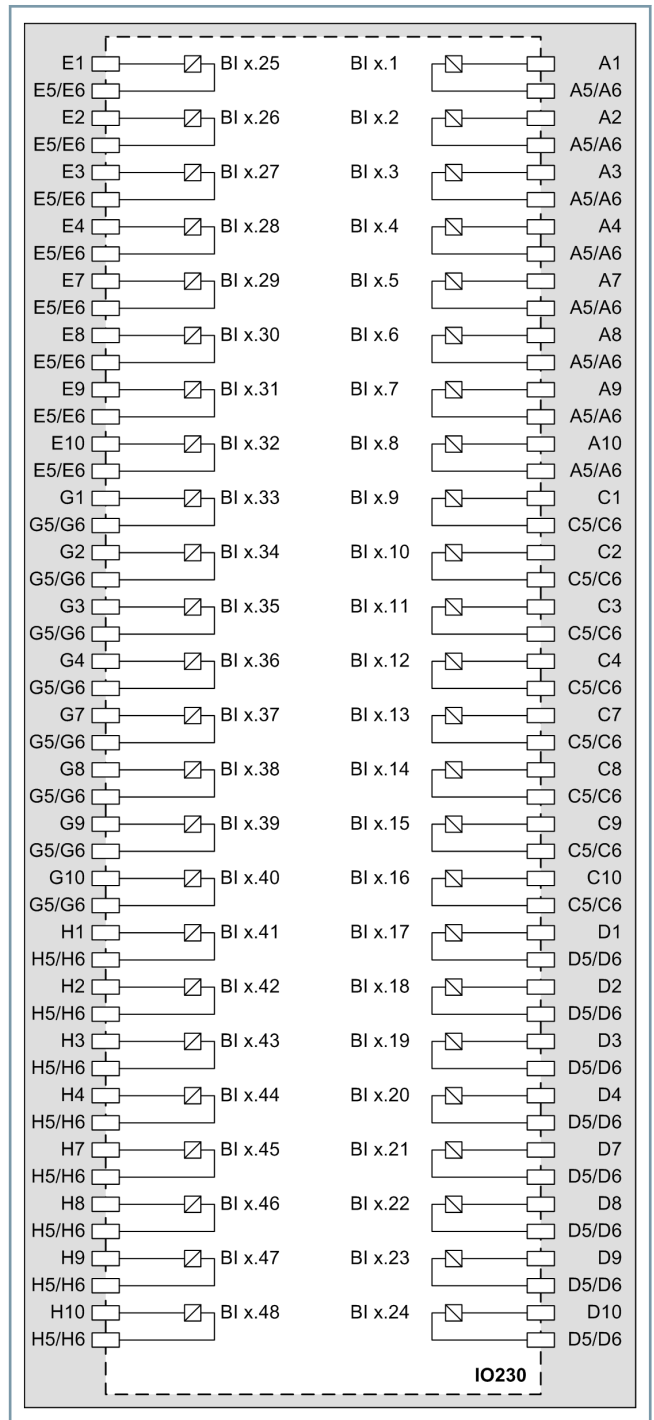 E1 BI x.25 BI x.1 A1
E5/E6 A5/A6
E2 BI x.26 BI x.2 A2
E5/E6 A5/A6
E3 BI x.27 BI x.3 A3
E5/E6 A5/A6
E4 BI x.28 BI x.4 A4
E5/E6 A5/A6
E7 BI x.29 BI x.5 A7
E5/E6 A5/A6
E8 BI x.30 BI x.6 A8
E5/E6 A5/A6
E9 BI x.31 BI x.7 A9
E5/E6 A5/A6
E10 BI x.32 BI x.8 A10
E5/E6 A5/A6
G1 BI x.33 BI x.9 C1
G5/G6 C5/C6
G2 BI x.34 BI x.10 C2
G5/G6 C5/C6
G3 BI x.35 BI x.11 C3
G5/G6 C5/C6
G4 BI x.36 BI x.12 C4
G5/G6 C5/C6
G7 BI x.37 BI x.13 C7
G5/G6 C5/C6
G8 BI x.38 BI x.14 C8
G5/G6 C5/C6
G9 BI x.39 BI x.15 C9
G5/G6 C5/C6
G10 BI x.40 BI x.16 C10
G5/G6 C5/C6
H1 BI x.41 BI x.17 D1
H5/H6 D5/D6
H2 BI x.42 BI x.18 D2
H5/H6 D5/D6
H3 BI x.43 BI x.19 D3
H5/H6 D5/D6
H4 BI x.44 BI x.20 D4
H5/H6 D5/D6
H7 BI x.45 BI x.21 D7
H5/H6 D5/D6
H8 BI x.46 BI x.22 D8
H5/H6 D5/D6
H9 BI x.47 BI x.23 D9
H5/H6 D5/D6
H10 BI x.48 BI x.24 D10
H5/H6 D5/D6
IO230